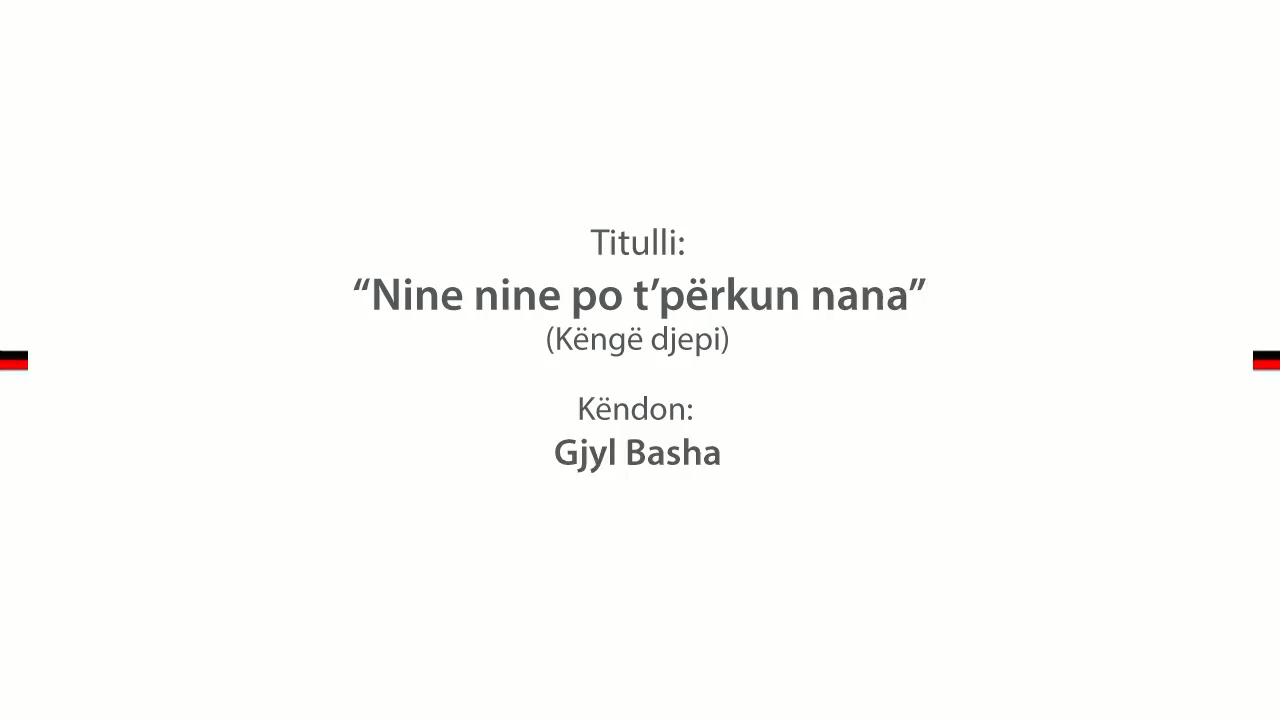 Titulli:
“Nine nine po t’përkun nana”
(Këngë djepi)
Këndon:
Gjyl Basha